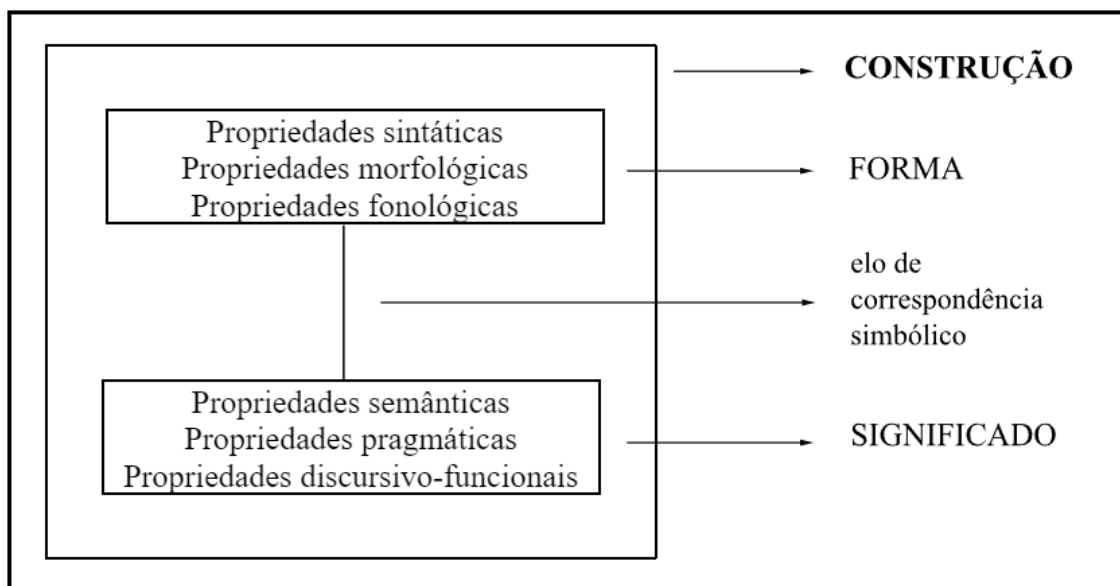 CONSTRUÇÃO
Propriedades sintáticas
Propriedades morfológicas
Propriedades fonológicas
FORMA
elo de
correspondência
simbólico
Propriedades semânticas
Propriedades pragmáticas
Propriedades discursivo-funcionais
SIGNIFICADO